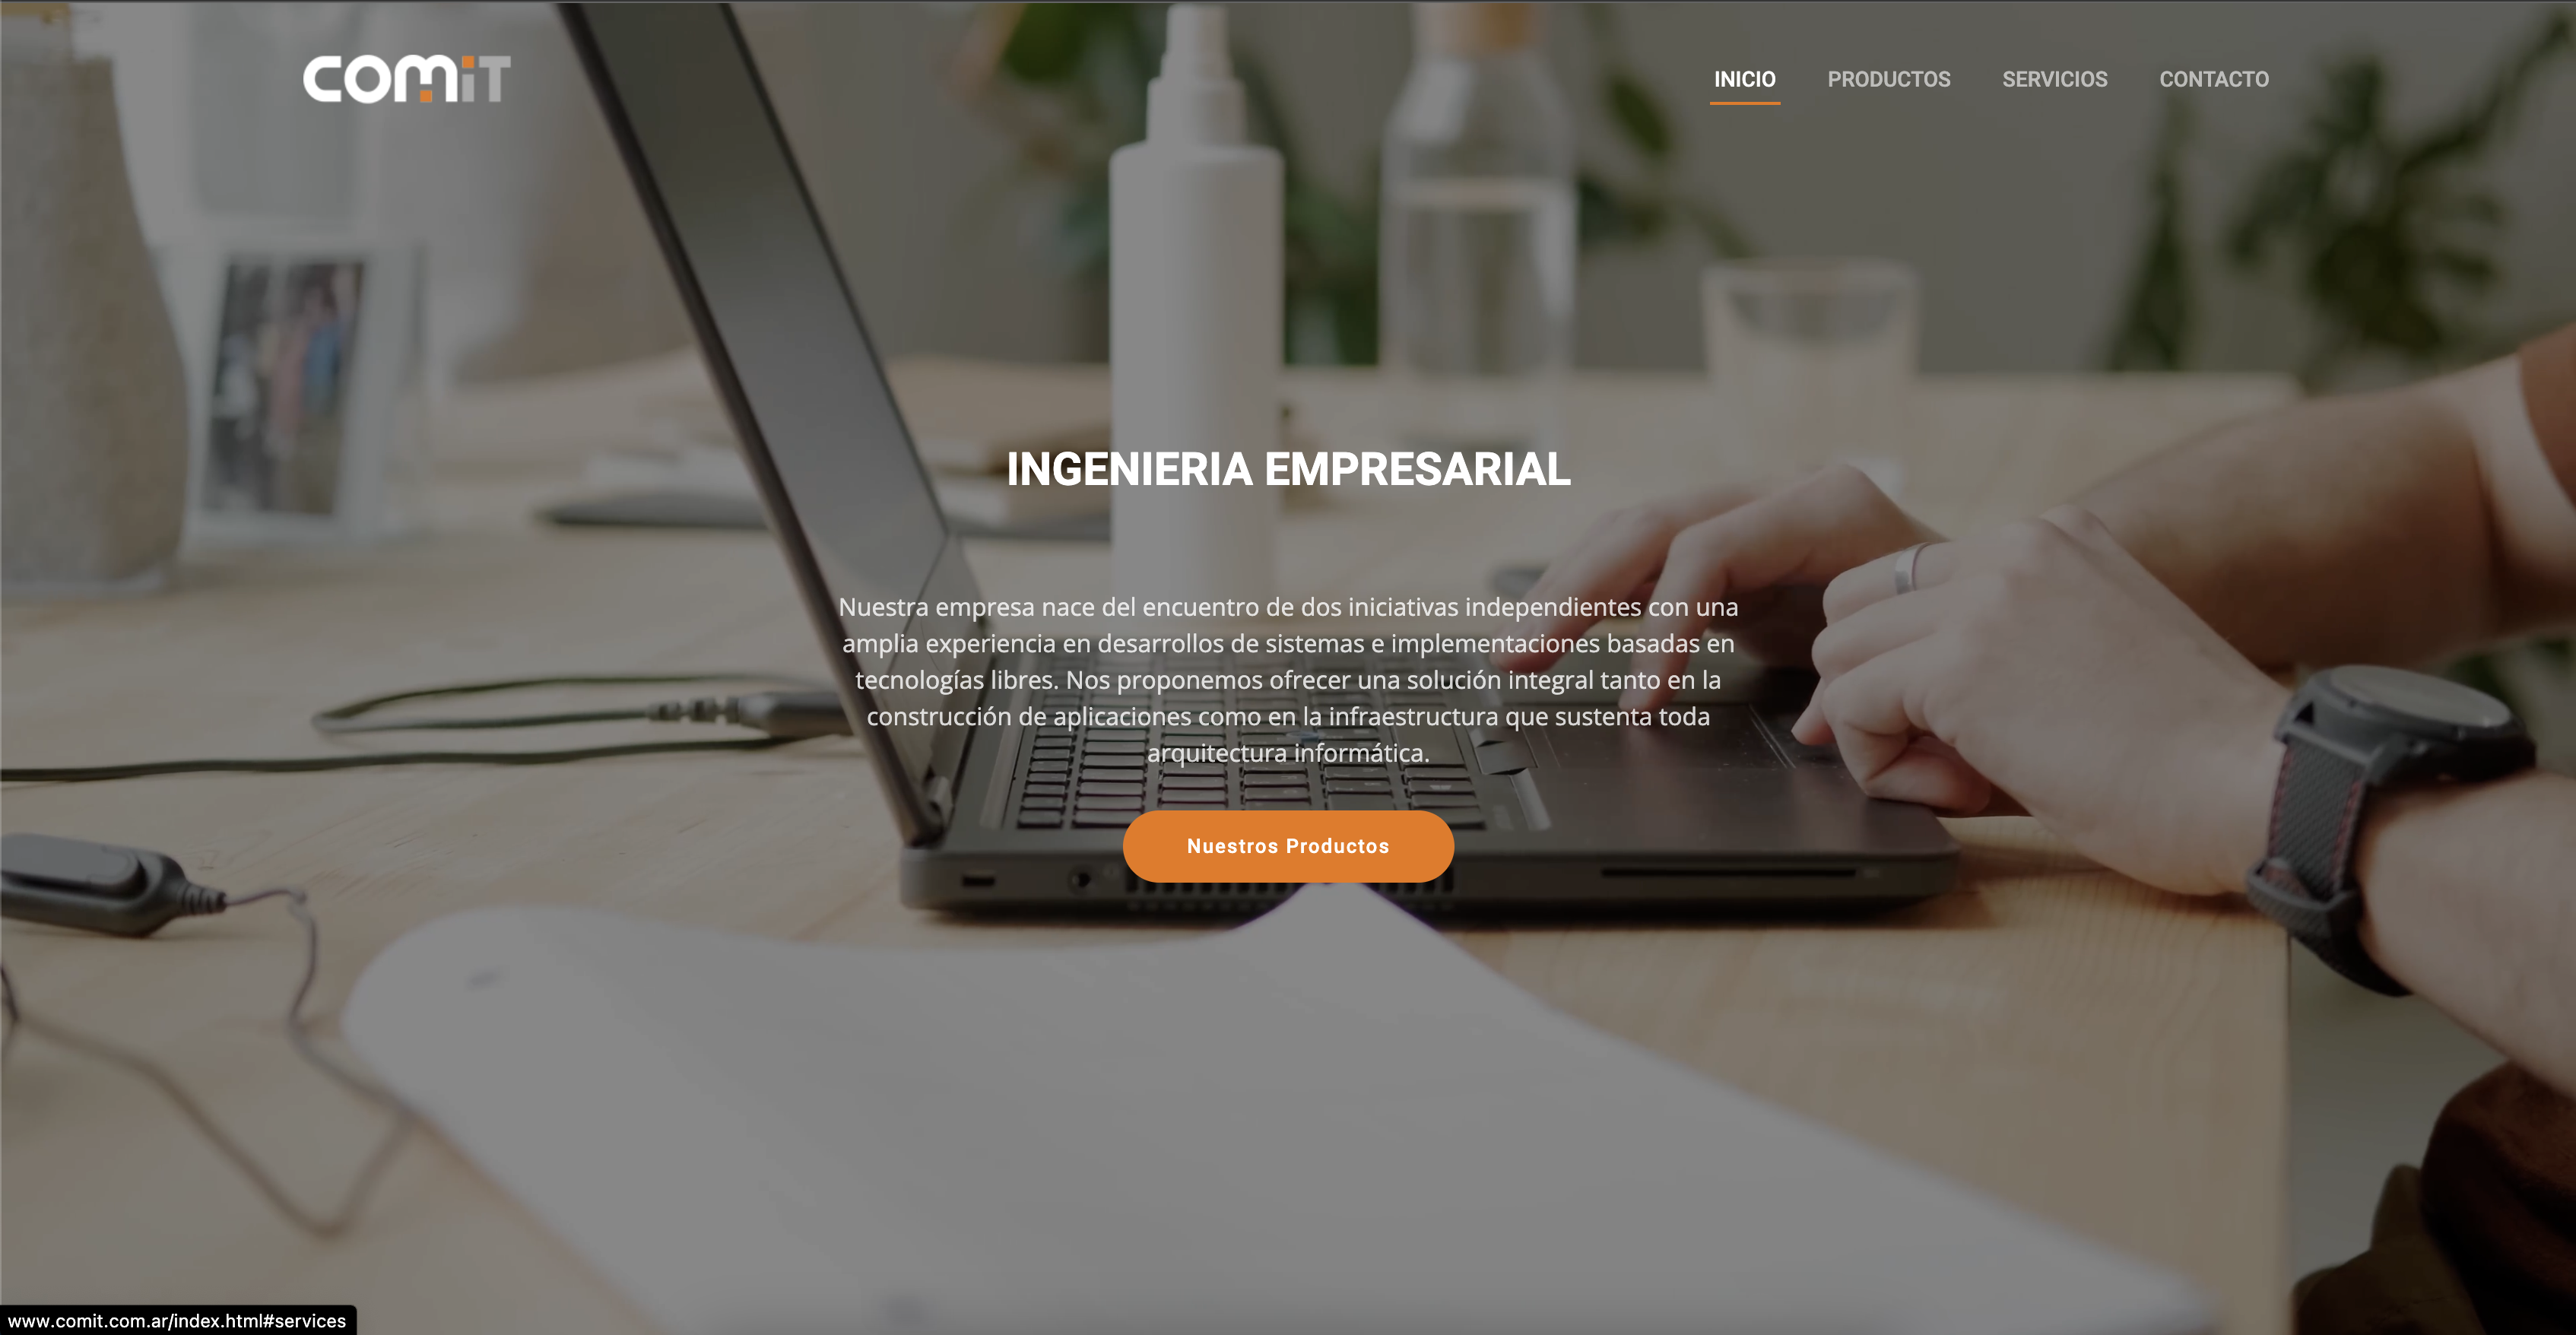 comiT
INICIO
PRODUCTOS
SERVICIOS
CONTACTO
INGENIERIA EMPRESARIAL
Nuestra empresa nace del encuentro de dos iniciativas independientes con una
amplia experiencia en desarrollos de sistemas e implementaciones basadas en
tecnologías libres. Nos proponemos ofrecer una solución integral tanto en la
construcción de aplicaciones como en la infraestructura que sustenta toda
arquitectura informática.
Nuestros Productos
www.comit.com.ar/index.html#services